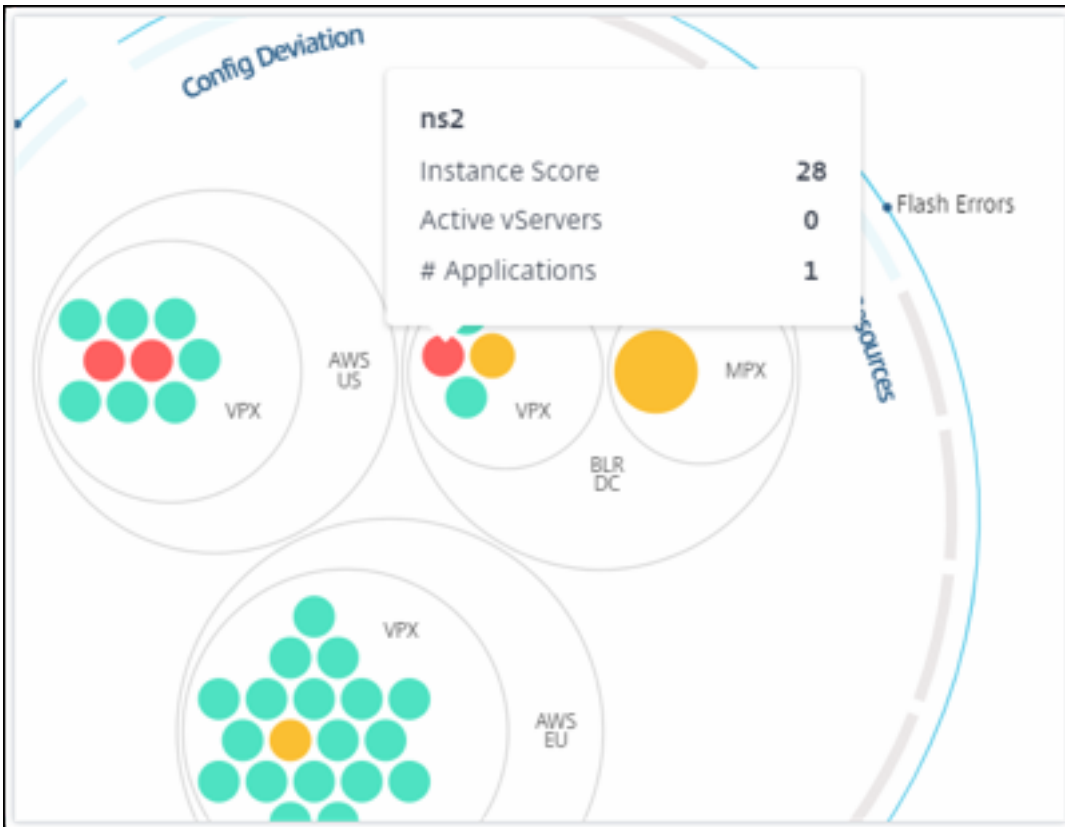 Config Deviation
ns2
Instance Score 28
Active vServers 0
# Applications 1
Flash Errors
AWS
US
VPX
VPX
MPX
BLR
DC
VPX
AWS
EU